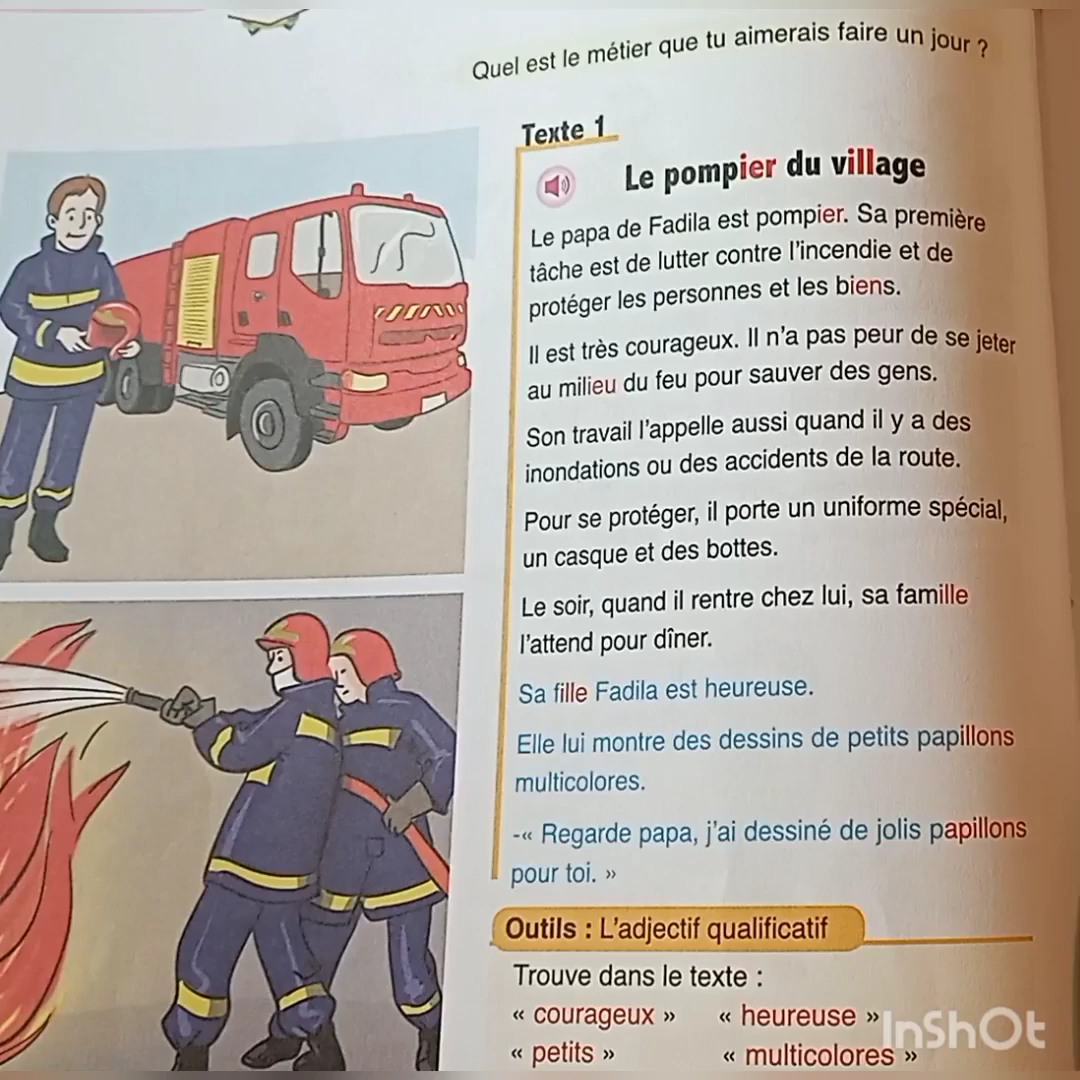 Quel est le métier que tu aimerais faire un jour ?
Texte 1
Le pompier du village
Le papa de Fadila est pompier. Sa première
tâche est de lutter contre l'incendie et de
protéger les personnes et les biens.
Il est très courageux. Il n'a pas peur de se jeter
au milieu du feu pour sauver des gens.
Son travail l'appelle aussi quand il y a des
inondations ou des accidents de la route.
Pour se protéger, il porte un uniforme spécial,
un casque et des bottes.
Le soir, quand il rentre chez lui, sa famille
l'attend pour dîner.
Sa fille Fadila est heureuse.
Elle lui montre des dessins de petits papillons
multicolores.
-« Regarde papa, j'ai dessiné de jolis papillons
pour toi. »
Outils : L'adjectif qualificatif
Trouve dans le texte :
« courageux » « heureuse »
« petits » « multicolores »
InShOt